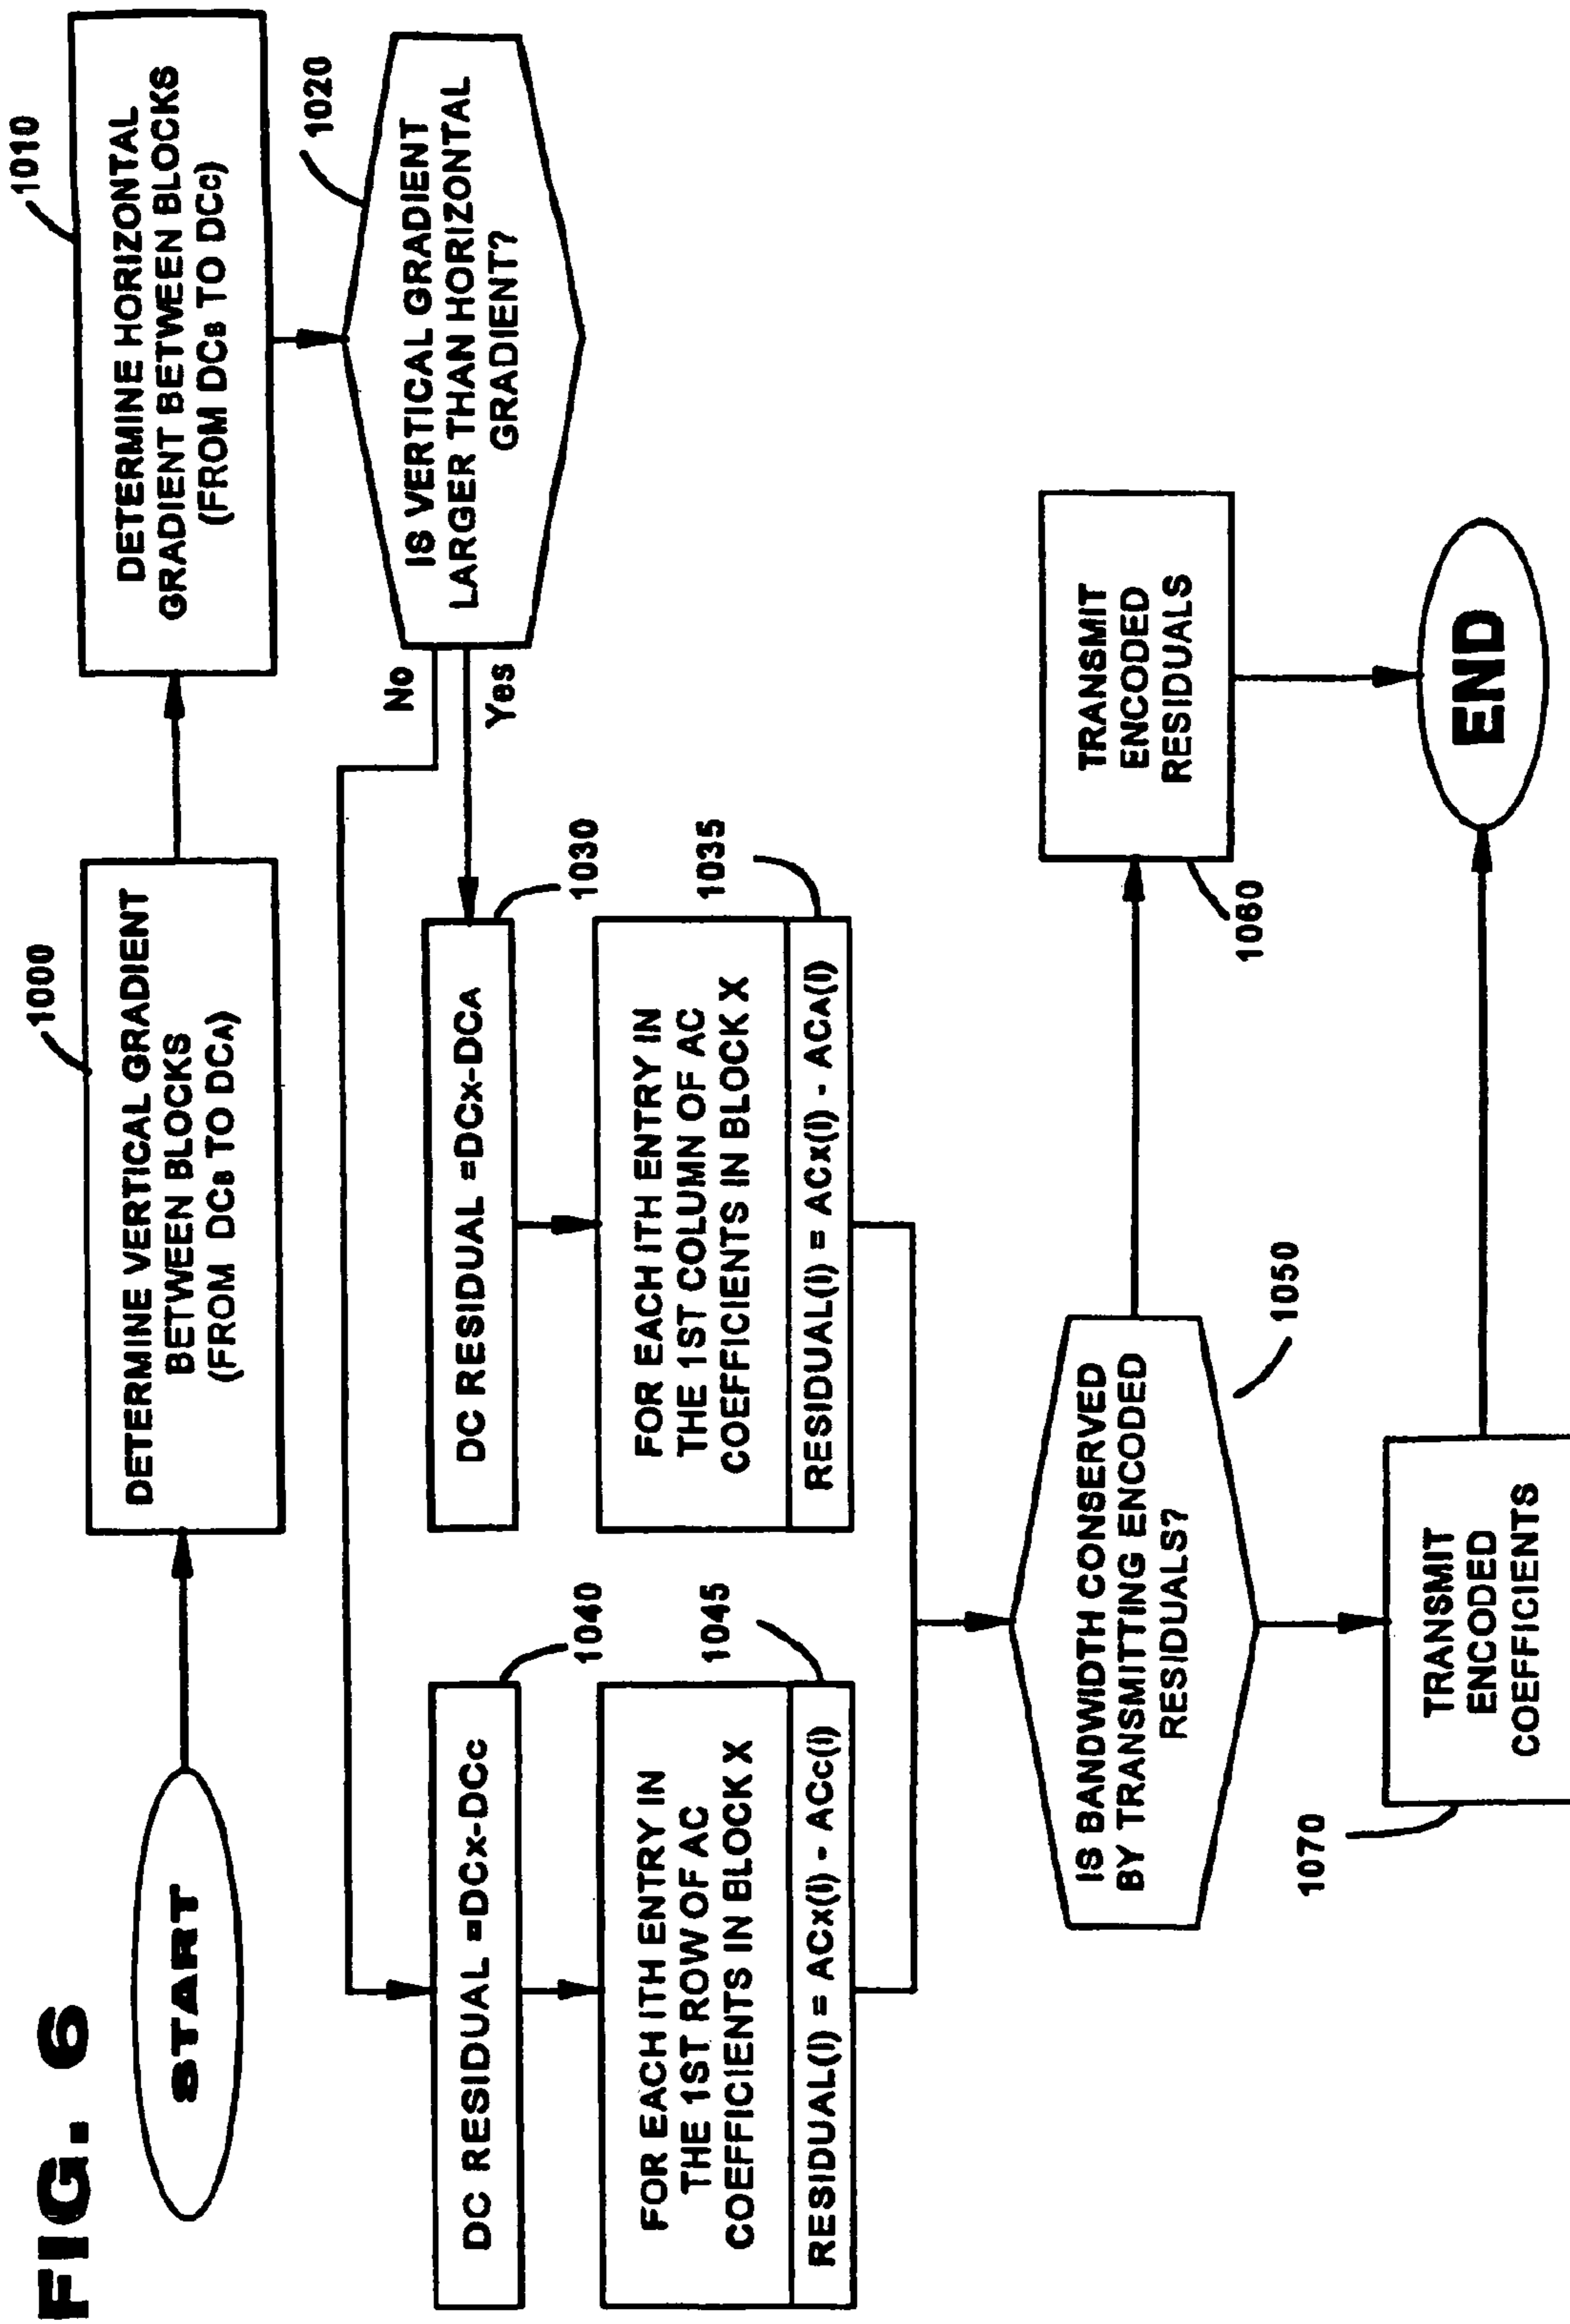 FIG. 6
START
1000
DETERMINE VERTICAL GRADIENT
BETWEEN BLOCKS
(FROM DCB TO DCA)
1010
DETERMINE HORIZONTAL
GRADIENT BETWEEN BLOCKS
(FROM DCB TO DCC)
1020
IS VERTICAL GRADIENT
LARGER THAN HORIZONTAL
GRADIENT?
No
Yes
DC RESIDUAL =DCX-DCC
1040
FOR EACH ITH ENTRY IN
THE 1ST ROW OF AC
COEFFICIENTS IN BLOCK X
1045
RESIDUAL(I) = ACX(I) - ACC(I)
DC RESIDUAL =DCX-DCA
1030
FOR EACH ITH ENTRY IN
THE 1ST COLUMN OF AC
COEFFICIENTS IN BLOCK X
1035
RESIDUAL(I) = ACX(I) - ACA(I)
IS BANDWIDTH CONSERVED
BY TRANSMITTING ENCODED
RESIDUALS?
1050
TRANSMIT
ENCODED
RESIDUALS
1060
1070
TRANSMIT
ENCODED
COEFFICIENTS
END